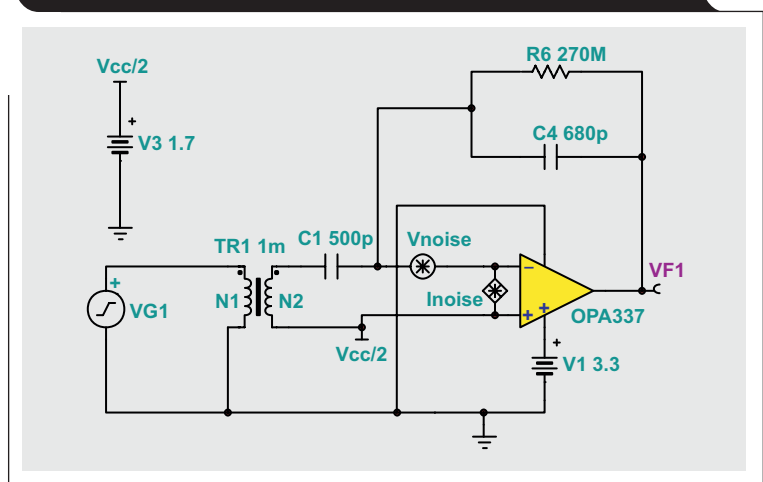 R6 270M
Vcc/2
C4 680p
V3 1.7
C1 500p
Vnoise
TR1 1m
VF1
Inoise
N1
N2
VG1
OPA337
Vcc/2
V1 3.3